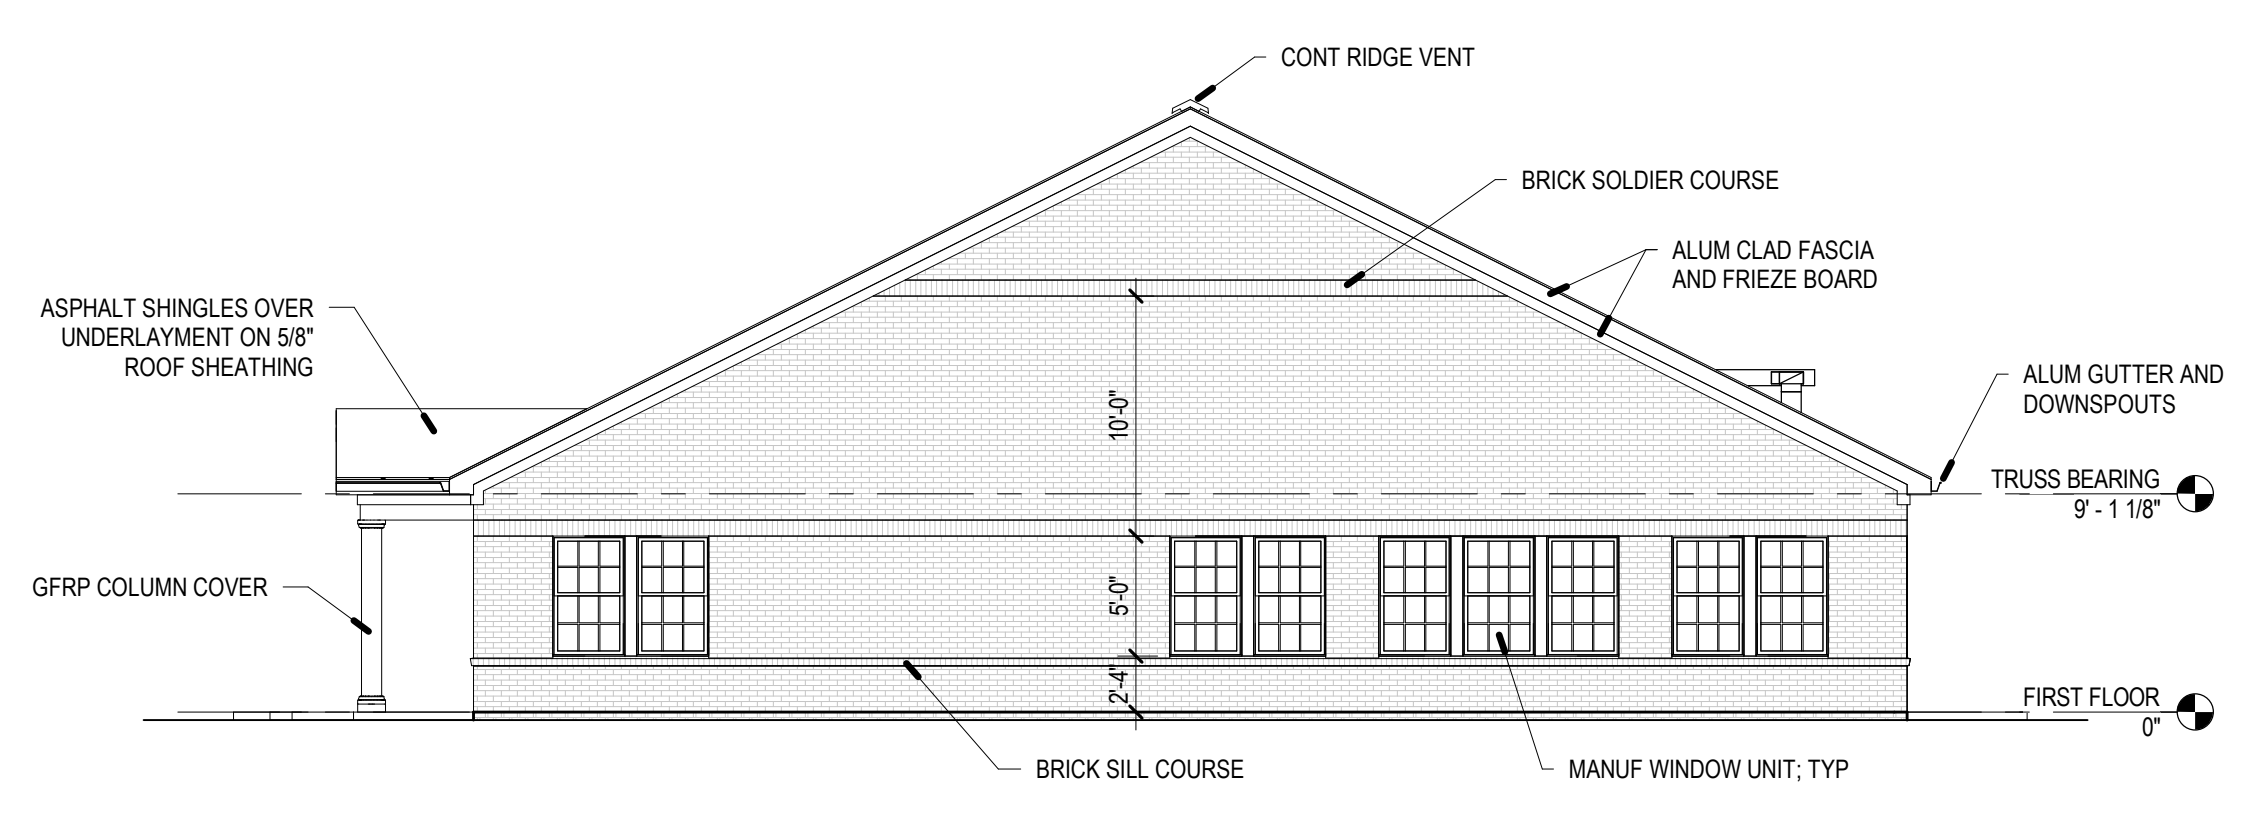 CONT RIDGE VENT
BRICK SOLDIER COURSE
ALUM CLAD FASCIA
AND FRIEZE BOARD
ASPHALT SHINGLES OVER
UNDERLAYMENT ON 5/8"
ROOF SHEATHING
ALUM GUTTER AND
DOWNSPOUTS
10'-0"
TRUSS BEARING
9' - 1 1/8"
GFRP COLUMN COVER
5'-0"
2'-4"
FIRST FLOOR
0"
BRICK SILL COURSE
MANUF WINDOW UNIT; TYP